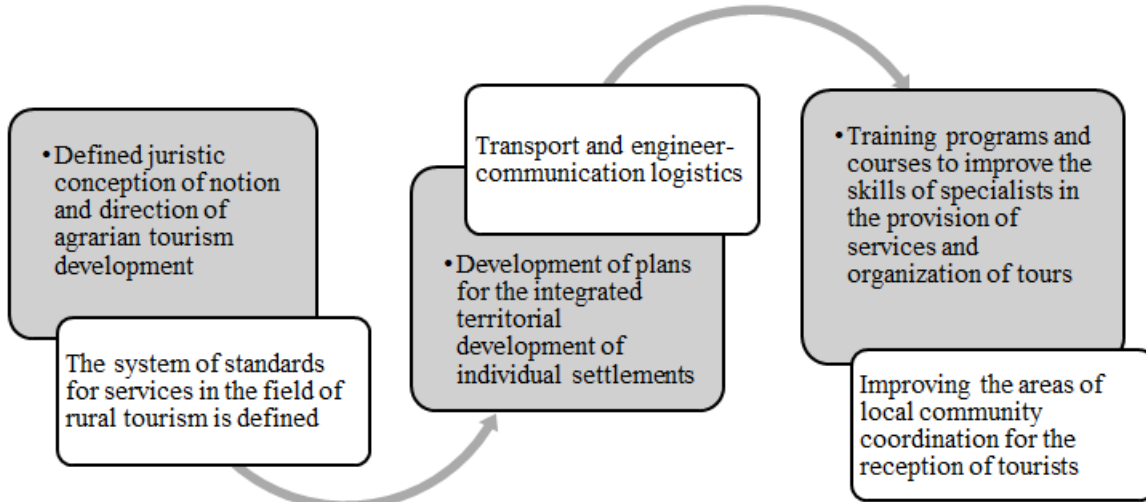 •Defined juristic
conception of notion
and direction of
agrarian tourism
development
The system of standards
for services in the field of
rural tourism is defined
Transport and engineer-
communication logistics
•Development of plans
for the integrated
territorial
development of
individual settlements
•Training programs and
courses to improve the
skills of specialists in
the provision of
services and
organization of tours
Improving the areas of
local community
coordination for the
reception of tourists